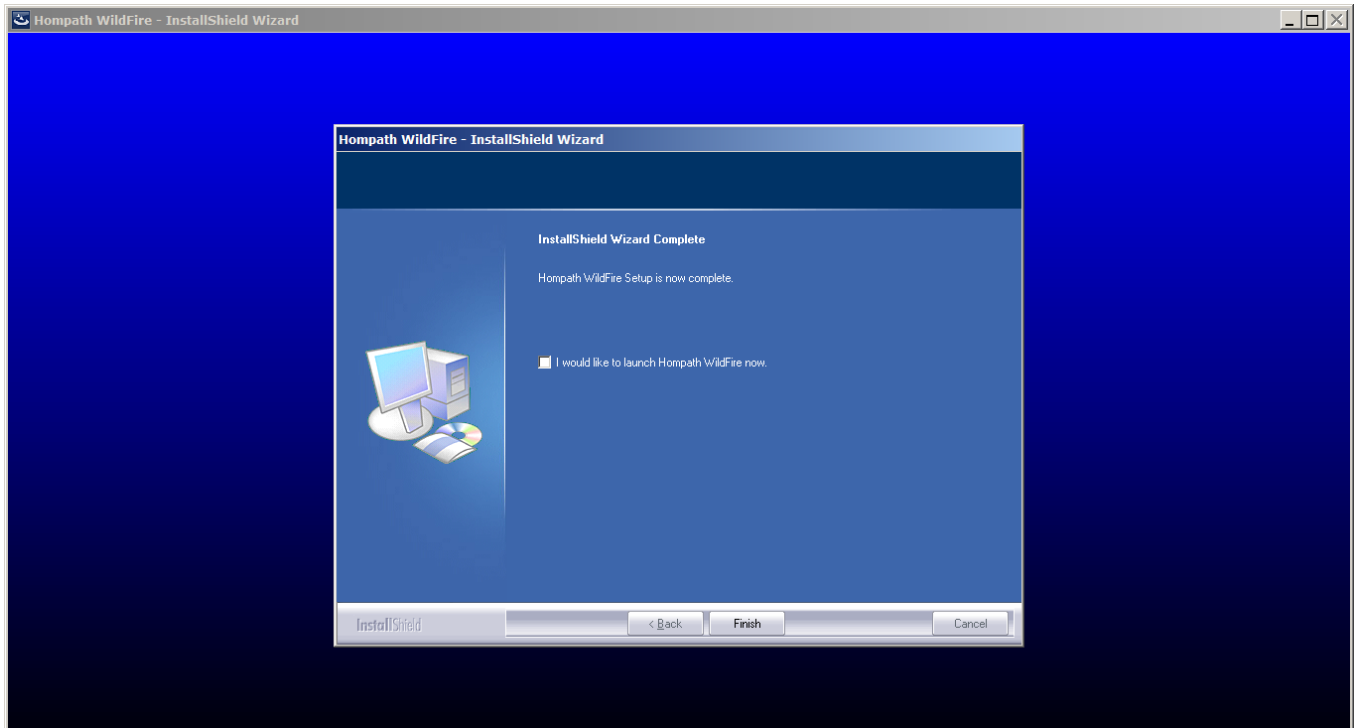 Hompath WildFire - InstallShield Wizard
Hompath WildFire - InstallShield Wizard
InstallShield Wizard Complete
Hompath WildFire Setup is now complete.
I would like to launch Hompath WildFire now.
InstallShield
< Back
Finish
Cancel